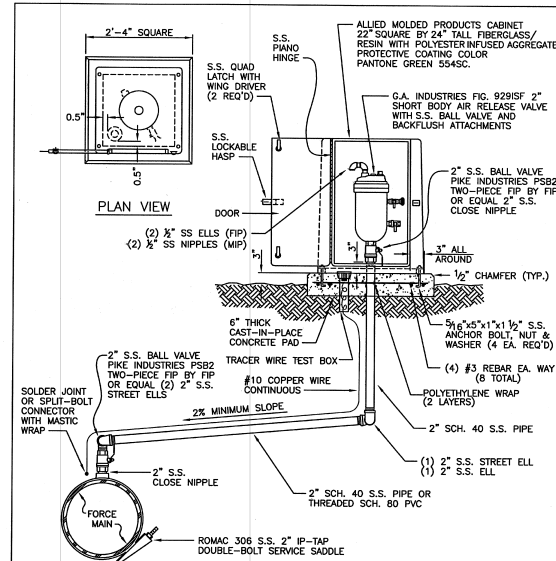 2'-4" SQUARE
0.5"
0.5"
PLAN VIEW
S.S.
PIANO
HINGE
S.S. QUAD
LATCH WITH
WING DRIVER
(2 REQ'D)
S.S.
LOCKABLE
HASP
DOOR
(2) ½" SS ELLS (FIP)
(2) ½" SS NIPPLES (MIP)
ALLIED MOLDED PRODUCTS CABINET
22" SQUARE BY 24" TALL FIBERGLASS/
RESIN WITH POLYESTER INFUSED AGGREGATE
PROTECTIVE COATING COLOR
PANTONE GREEN 554SC.
G.A. INDUSTRIES FIG. 929ISF 2"
SHORT BODY AIR RELEASE VALVE
WITH S.S. BALL VALVE AND
BACKFLUSH ATTACHMENTS
2" S.S. BALL VALVE
PIKE INDUSTRIES PSB2
TWO-PIECE FIP BY FIP
OR EQUAL 2" S.S.
CLOSE NIPPLE
3"
3"
3" ALL
AROUND
1/2" CHAMFER (TYP.)
5/16"x5"x1"x1 1/2" S.S.
ANCHOR BOLT, NUT &
WASHER (4 EA. REQ'D)
6" THICK
CAST-IN-PLACE
CONCRETE PAD
TRACER WIRE TEST BOX
(4) #3 REBAR EA. WAY
(8 TOTAL)
POLYETHYLENE WRAP
(2 LAYERS)
2" S.S. BALL VALVE
PIKE INDUSTRIES PSB2
TWO-PIECE FIP BY FIP
OR EQUAL (2) 2" S.S.
STREET ELLS
#10 COPPER WIRE
CONTINUOUS
SOLDER JOINT
OR SPLIT-BOLT
CONNECTOR
WITH MASTIC
WRAP
2% MINIMUM SLOPE
2" SCH. 40 S.S. PIPE
(1) 2" S.S. STREET ELL
(1) 2" S.S. ELL
2" S.S.
CLOSE NIPPLE
2" SCH. 40 S.S. PIPE OR
THREADED SCH. 80 PVC
FORCE
MAIN
ROMAC 306 S.S. 2" IP-TAP
DOUBLE-BOLT SERVICE SADDLE